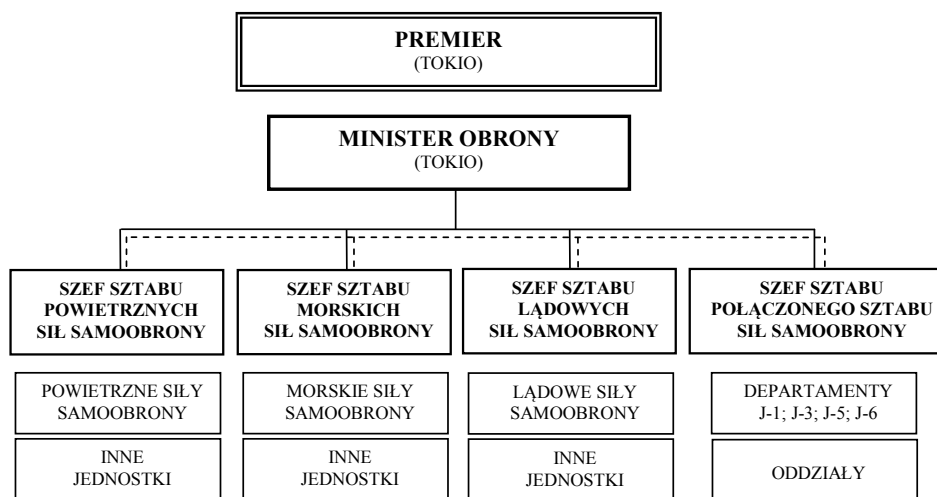 PREMIER
(TOKIO)
MINISTER OBRONY
(TOKIO)
SZEF SZTABU
POWIETRZNYCH
SIŁ SAMOOBRONY
SZEF SZTABU
MORSKICH
SIŁ SAMOOBRONY
SZEF SZTABU
LĄDOWYCH
SIŁ SAMOOBRONY
SZEF SZTABU
POŁĄCZONEGO SZTABU
SIŁ SAMOOBRONY
POWIETRZNE SIŁY
SAMOOBRONY
MORSKIE SIŁY
SAMOOBRONY
LĄDOWE SIŁY
SAMOOBRONY
DEPARTAMENTY
J-1; J-3; J-5; J-6
INNE
JEDNOSTKI
INNE
JEDNOSTKI
INNE
JEDNOSTKI
ODDZIAŁY